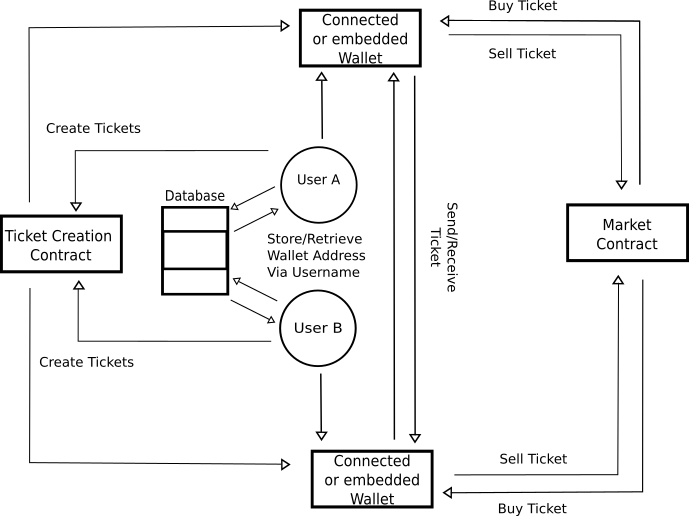 Connected
or embedded
Wallet
Buy Ticket
Sell Ticket
Create Tickets
User A
Database
Ticket Creation
Contract
Store/Retrieve
Wallet Address
Via Username
Send/Receive
Ticket
Market
Contract
User B
Create Tickets
Connected
or embedded
Wallet
Sell Ticket
Buy Ticket